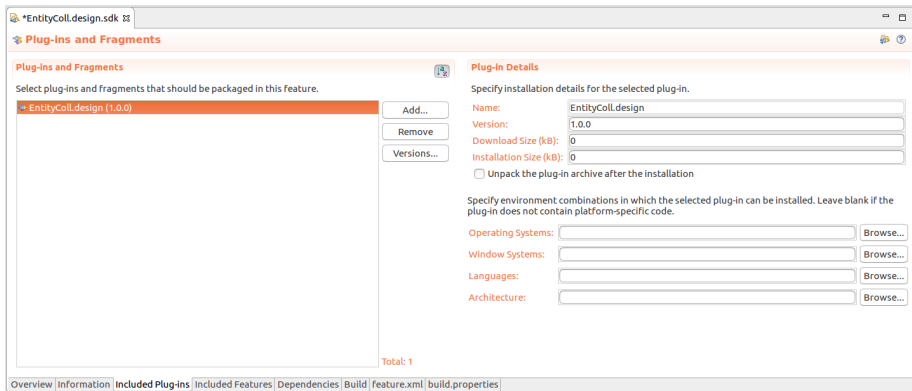 *EntityColl.design.sdk
Plug-ins and Fragments
Plug-ins and Fragments
Select plug-ins and fragments that should be packaged in this feature.
EntityColl.design (1.0.0)
Add...
Remove
Versions...
Total: 1
Plug-in Details
Specify installation details for the selected plug-in.
Name: EntityColl.design
Version: 1.0.0
Download Size (kB): 0
Installation Size (kB): 0
Unpack the plug-in archive after the installation
Specify environment combinations in which the selected plug-in can be installed. Leave blank if the
plug-in does not contain platform-specific code.
Operating Systems: Browse...
Window Systems: Browse...
Languages: Browse...
Architecture: Browse...
Overview Information Included Plug-ins Included Features Dependencies Build feature.xml build.properties